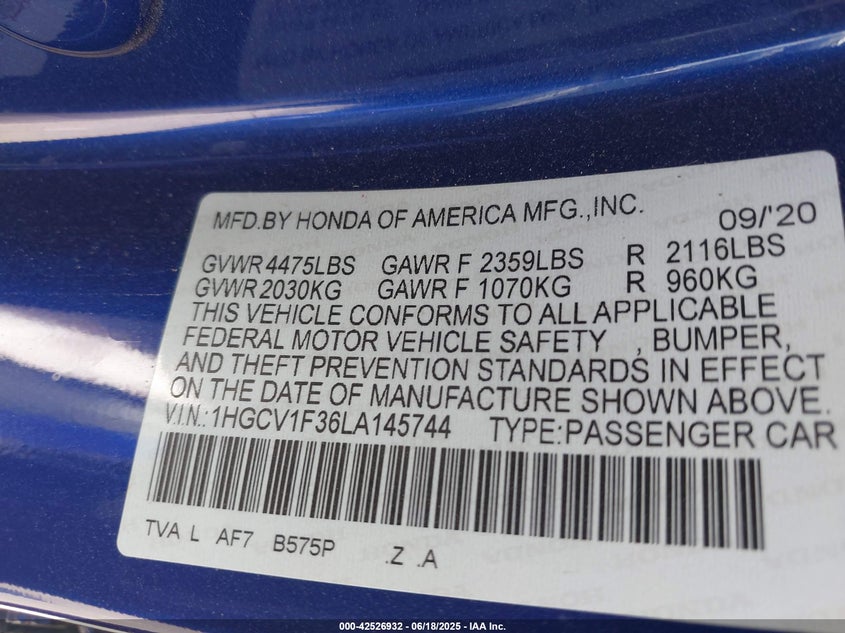 MFD.BY HONDA OF AMERICA MFG.,INC. 09/'20
GVWR 4475LBS GAWR F 2359LBS R 2116LBS
GVWR 2030KG GAWR F 1070KG R 960KG
THIS VEHICLE CONFORMS TO ALL APPLICABLE
FEDERAL MOTOR VEHICLE SAFETY , BUMPER,
AND THEFT PREVENTION STANDARDS IN EFFECT
ON THE DATE OF MANUFACTURE SHOWN ABOVE.
V.I.N.: 1HGCV1F36LA145744 TYPE:PASSENGER CAR
TVA L AF7 B575P .Z .A
000-42526932 - 06/18/2025 - IAA Inc.